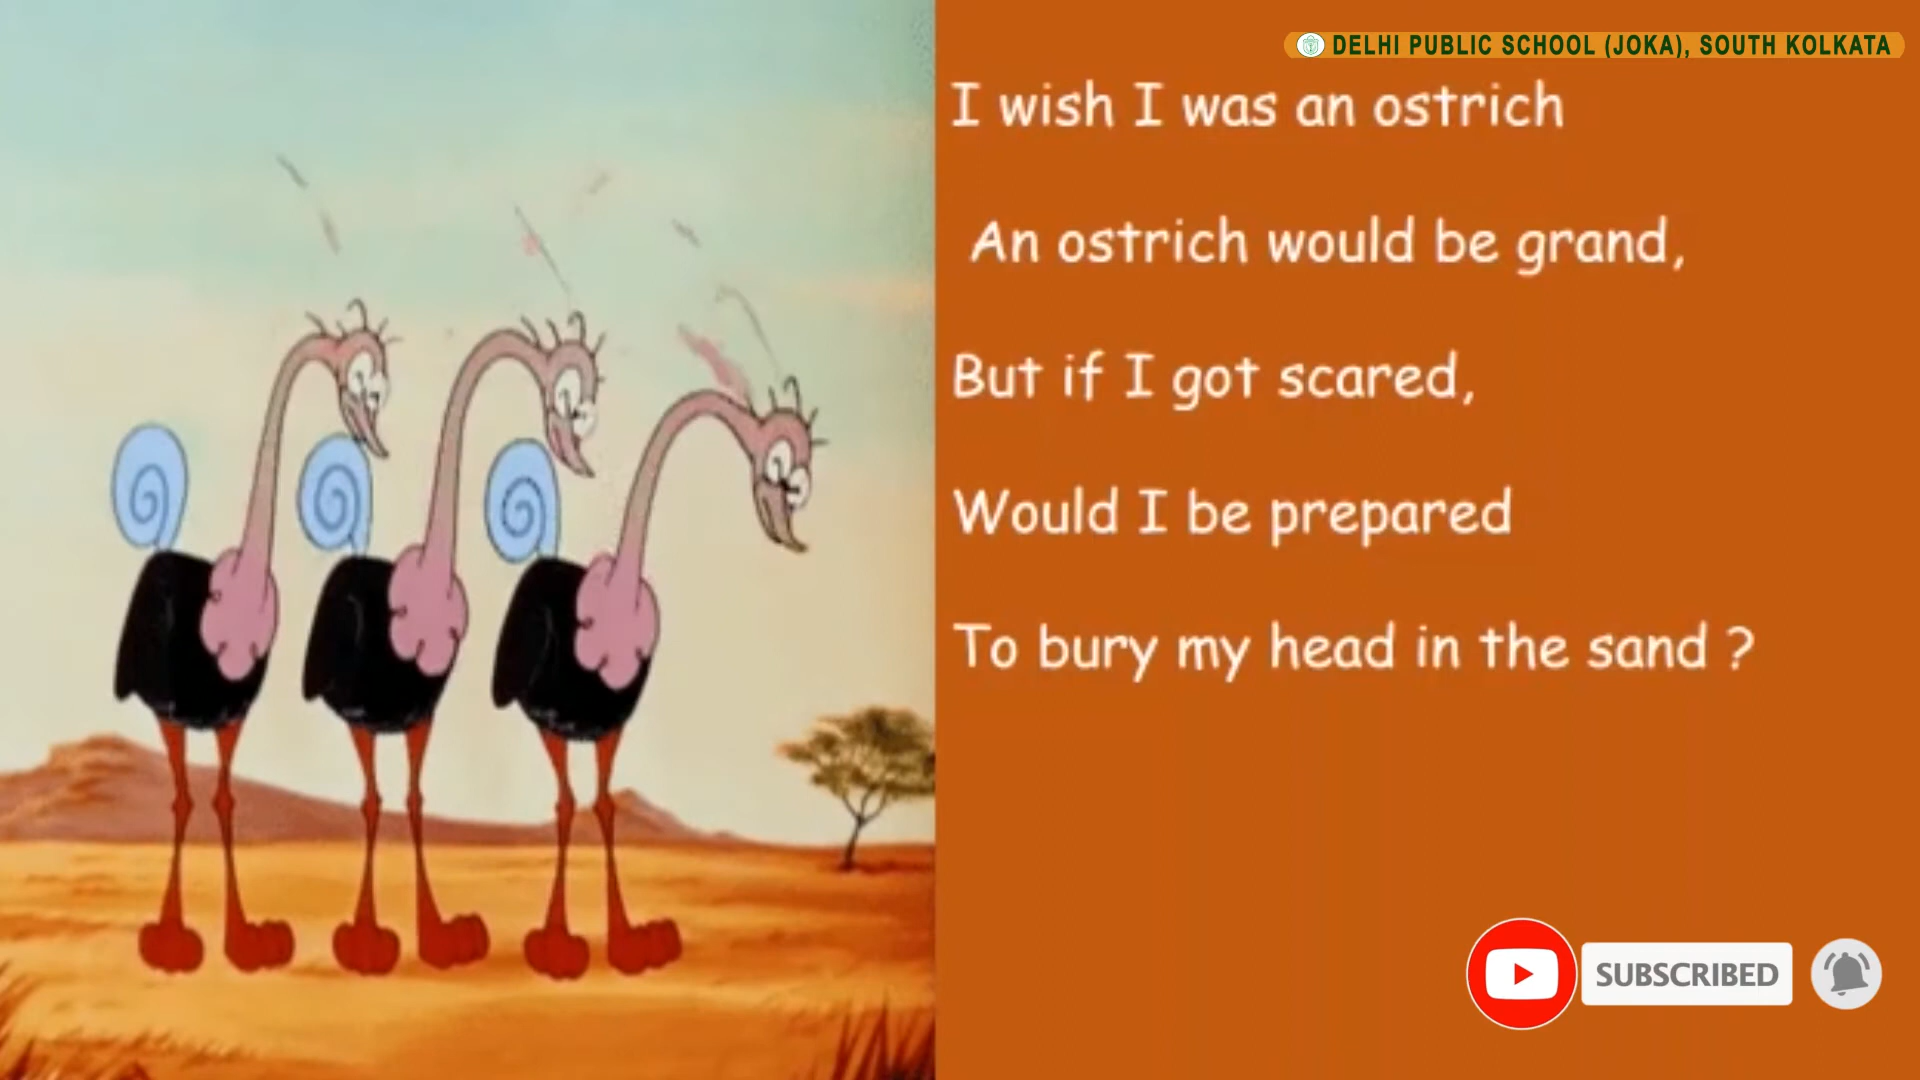 DELHI PUBLIC SCHOOL (JOKA), SOUTH KOLKATA
I wish I was an ostrich
An ostrich would be grand,
But if I got scared,
Would I be prepared
To bury my head in the sand ?
SUBSCRIBED